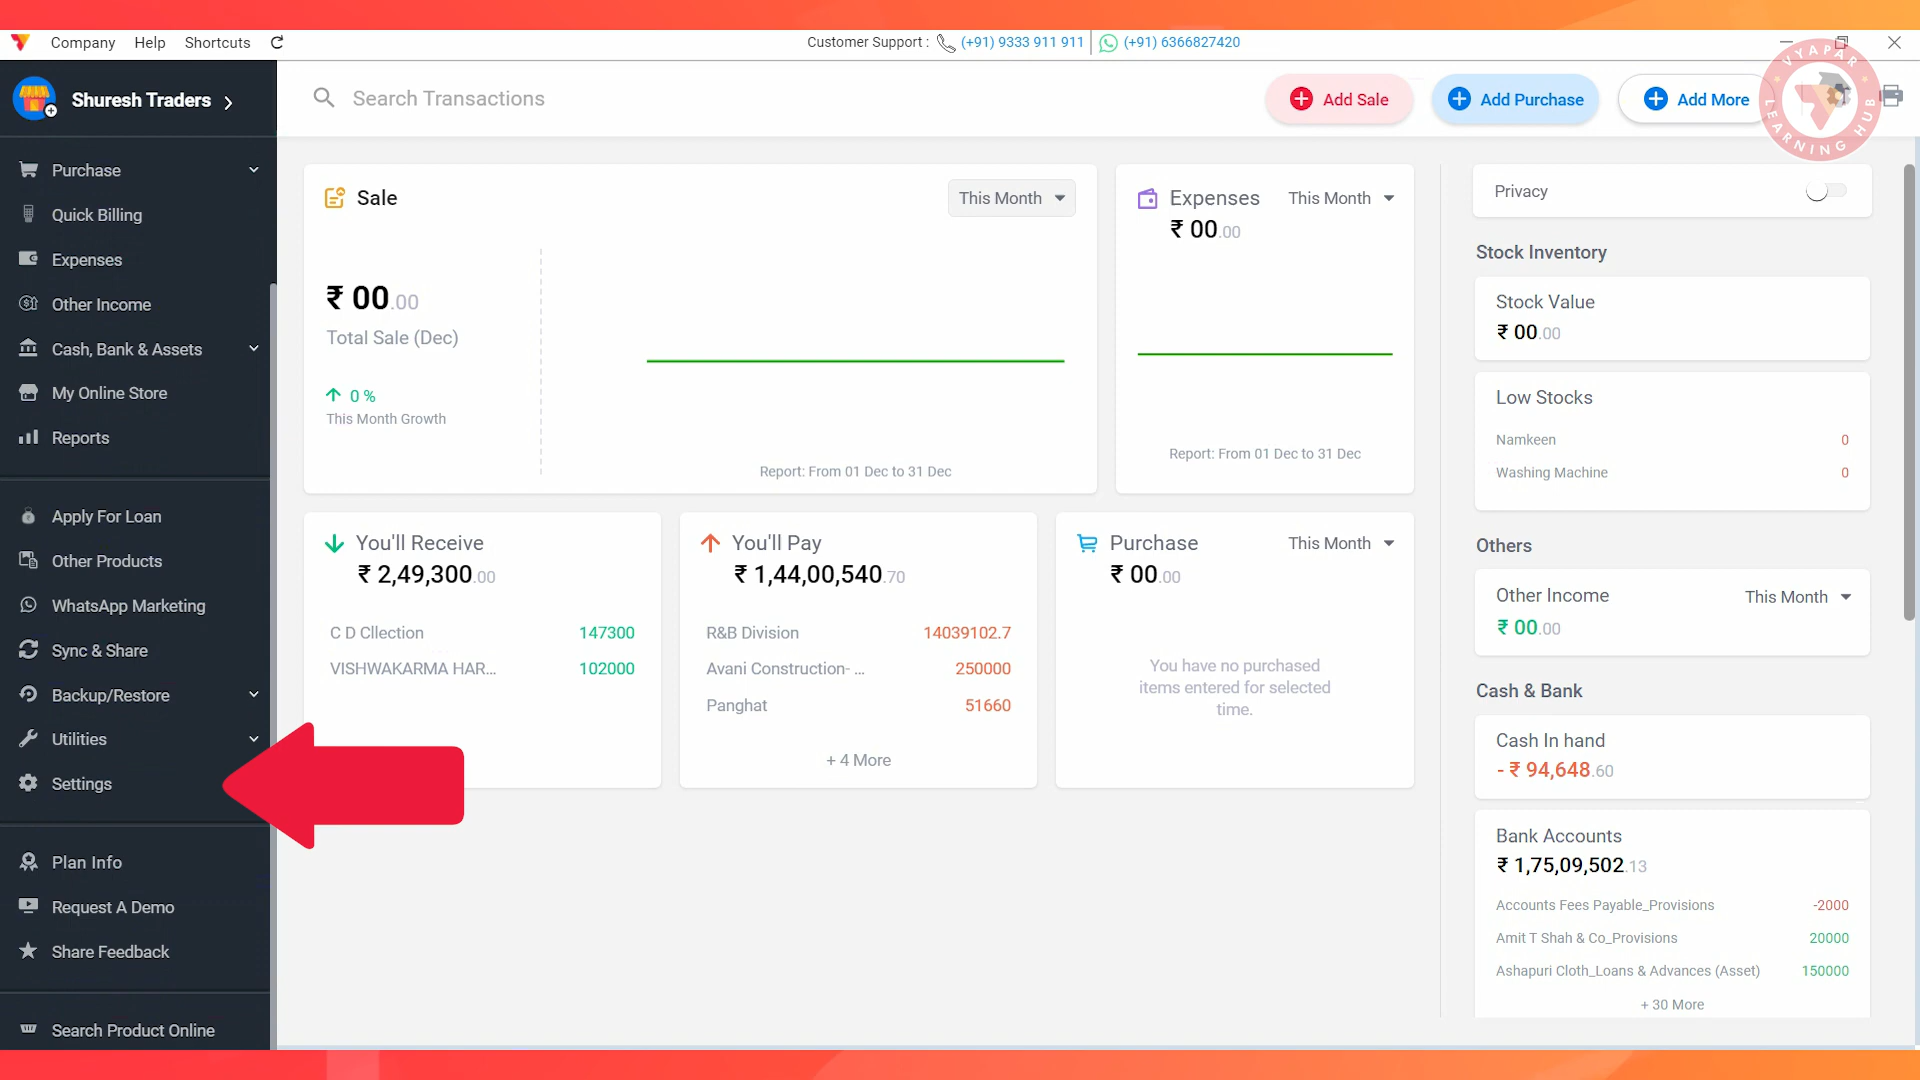 Company Help Shortcuts
Customer Support : (+91) 9333 911 911 (+91) 6366827420
Shuresh Traders
Search Transactions
Add Sale
Add Purchase
Add More
VYAPAR
LEARNING HUB
Purchase
Quick Billing
Expenses
Other Income
Cash, Bank & Assets
My Online Store
Reports
Apply For Loan
Other Products
WhatsApp Marketing
Sync & Share
Backup/Restore
Utilities
Settings
Plan Info
Request A Demo
Share Feedback
Search Product Online
Sale
This Month
₹ 00.00
Total Sale (Dec)
0 %
This Month Growth
Report: From 01 Dec to 31 Dec
Expenses
This Month
₹ 00.00
Report: From 01 Dec to 31 Dec
You'll Receive
₹ 2,49,300.00
C D Cllection 147300
VISHWAKARMA HAR... 102000
You'll Pay
₹ 1,44,00,540.70
R&B Division 14039102.7
Avani Construction- ... 250000
Panghat 51660
+ 4 More
Purchase
This Month
₹ 00.00
You have no purchased
items entered for selected
time.
Privacy
Stock Inventory
Stock Value
₹ 00.00
Low Stocks
Namkeen 0
Washing Machine 0
Others
Other Income
This Month
₹ 00.00
Cash & Bank
Cash In hand
- ₹ 94,648.60
Bank Accounts
₹ 1,75,09,502.13
Accounts Fees Payable_Provisions -2000
Amit T Shah & Co_Provisions 20000
Ashapuri Cloth_Loans & Advances (Asset) 150000
+ 30 More